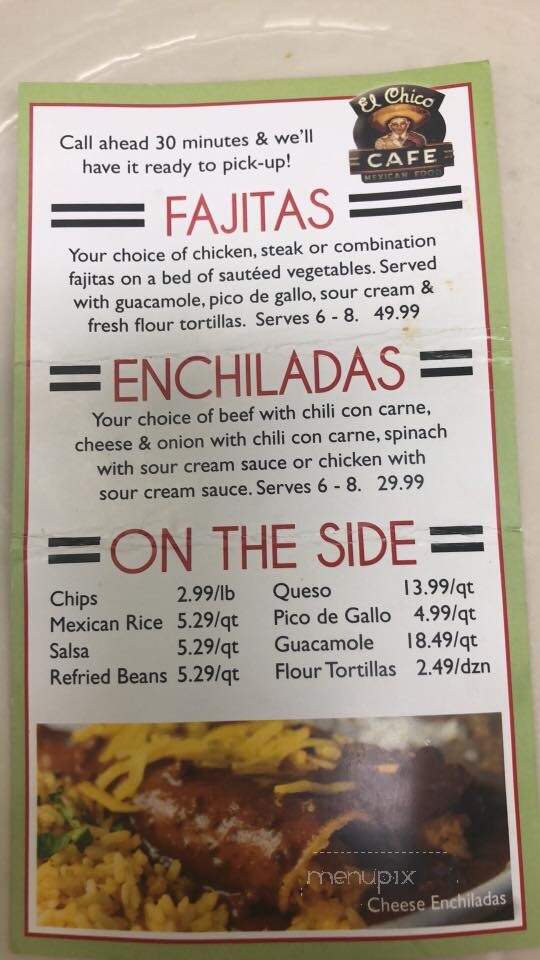 El Chico
CAFE
MEXICAN FOOD
Call ahead 30 minutes & we'll
have it ready to pick-up!
FAJITAS
Your choice of chicken, steak or combination
fajitas on a bed of sautéed vegetables. Served
with guacamole, pico de gallo, sour cream &
fresh flour tortillas. Serves 6 - 8. 49.99
ENCHILADAS
Your choice of beef with chili con carne,
cheese & onion with chili con carne, spinach
with sour cream sauce or chicken with
sour cream sauce. Serves 6 - 8. 29.99
ON THE SIDE
Chips 2.99/lb
Mexican Rice 5.29/qt
Salsa 5.29/qt
Refried Beans 5.29/qt
Queso 13.99/qt
Pico de Gallo 4.99/qt
Guacamole 18.49/qt
Flour Tortillas 2.49/dzn
menupix
Cheese Enchiladas